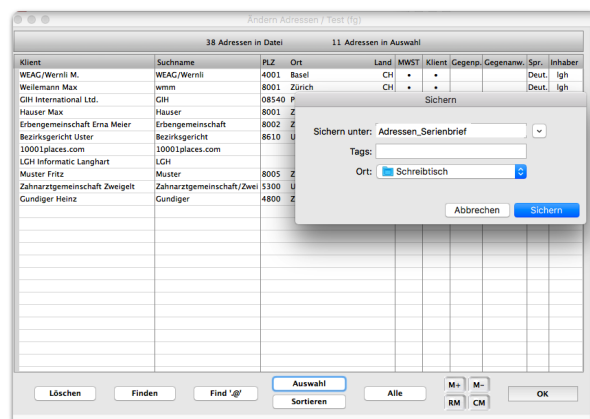 Ändern Adressen / Test (fg)
38 Adressen in Datei 11 Adressen in Auswahl
Klient Suchname PLZ Ort Land MWST Klient Gegenp. Gegenanw. Spr. Inhaber
WEAG/Wernli M. WEAG/Wernli 4001 Basel CH • • Deut. lgh
Weilemann Max wmm 8001 Zürich CH • • Deut. lgh
GIH International Ltd. GIH 08540 P
Hauser Max Hauser 8001 Z
Erbengemeinschaft Erna Meier Erbengemeinschaft 8002 Z
Bezirksgericht Uster Bezirksgericht 8610 U
10001places.com 10001places.com
LGH Informatic Langhart LGH
Muster Fritz Muster 8005 Z
Zahnarztgemeinschaft Zweigelt Zahnarztgemeinschaft/Zwei 5300 U
Gundiger Heinz Gundiger 4800 Z
Sichern
Sichern unter: Adressen_Serienbrief
Tags:
Ort: Schreibtisch
Abbrechen Sichern
Löschen Finden Find '.@' Auswahl Sortieren Alle M+ M- RM CM OK